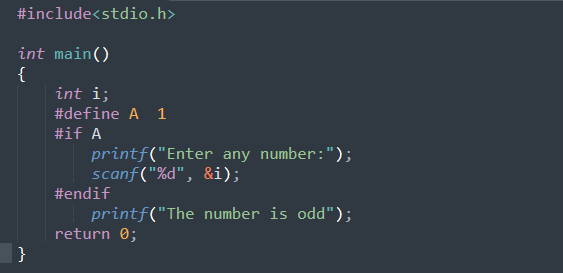 #include<stdio.h>
int main()
{
    int i;
    #define A  1
    #if A
        printf("Enter any number:");
        scanf("%d", &i);
    #endif
        printf("The number is odd");
    return 0;
}